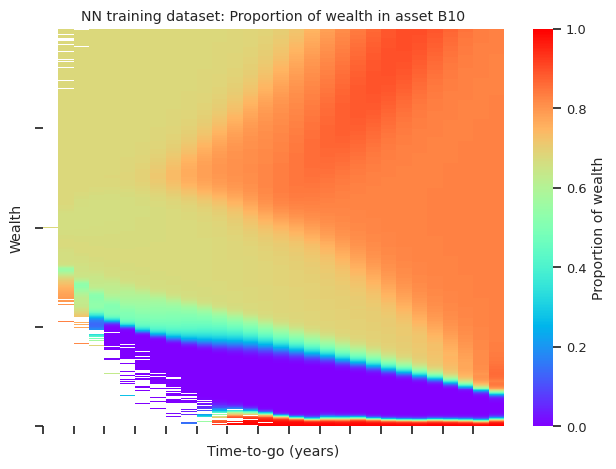 NN training dataset: Proportion of wealth in asset B10
Wealth
Time-to-go (years)
1.0
0.8
0.6
0.4
0.2
0.0
Proportion of wealth